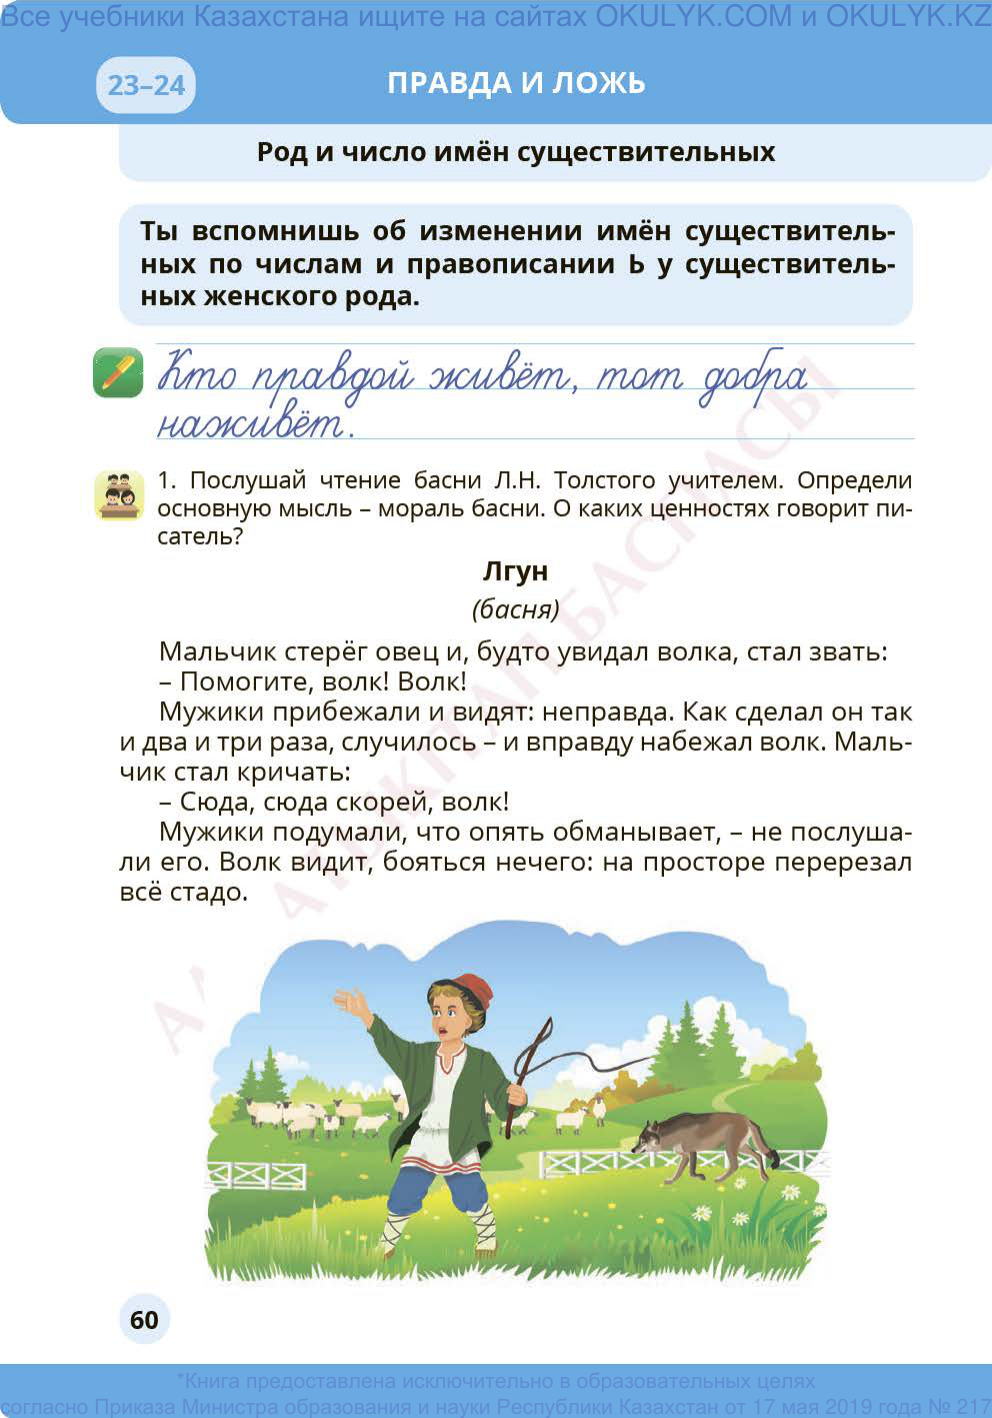 Все учебники Казахстана ищите на сайтах OKULYK.COM и OKULYK.KZ
23–24
ПРАВДА И ЛОЖЬ
Род и число имён существительных
Ты вспомнишь об изменении имён существитель-
ных по числам и правописании Ь у существитель-
ных женского рода.
Кто правдой живёт, тот добра
наживёт.
1. Послушай чтение басни Л.Н. Толстого учителем. Определи
основную мысль – мораль басни. О каких ценностях говорит пи-
сатель?
Лгун
(басня)
Мальчик стерёг овец и, будто увидал волка, стал звать:
– Помогите, волк! Волк!
Мужики прибежали и видят: неправда. Как сделал он так
и два и три раза, случилось – и вправду набежал волк. Маль-
чик стал кричать:
– Сюда, сюда скорей, волк!
Мужики подумали, что опять обманывает, – не послуша-
ли его. Волк видит, бояться нечего: на просторе перерезал
всё стадо.
60
*Книга предоставлена исключительно в образовательных целях
согласно Приказа Министра образования и науки Республики Казахстан от 17 мая 2019 года № 217